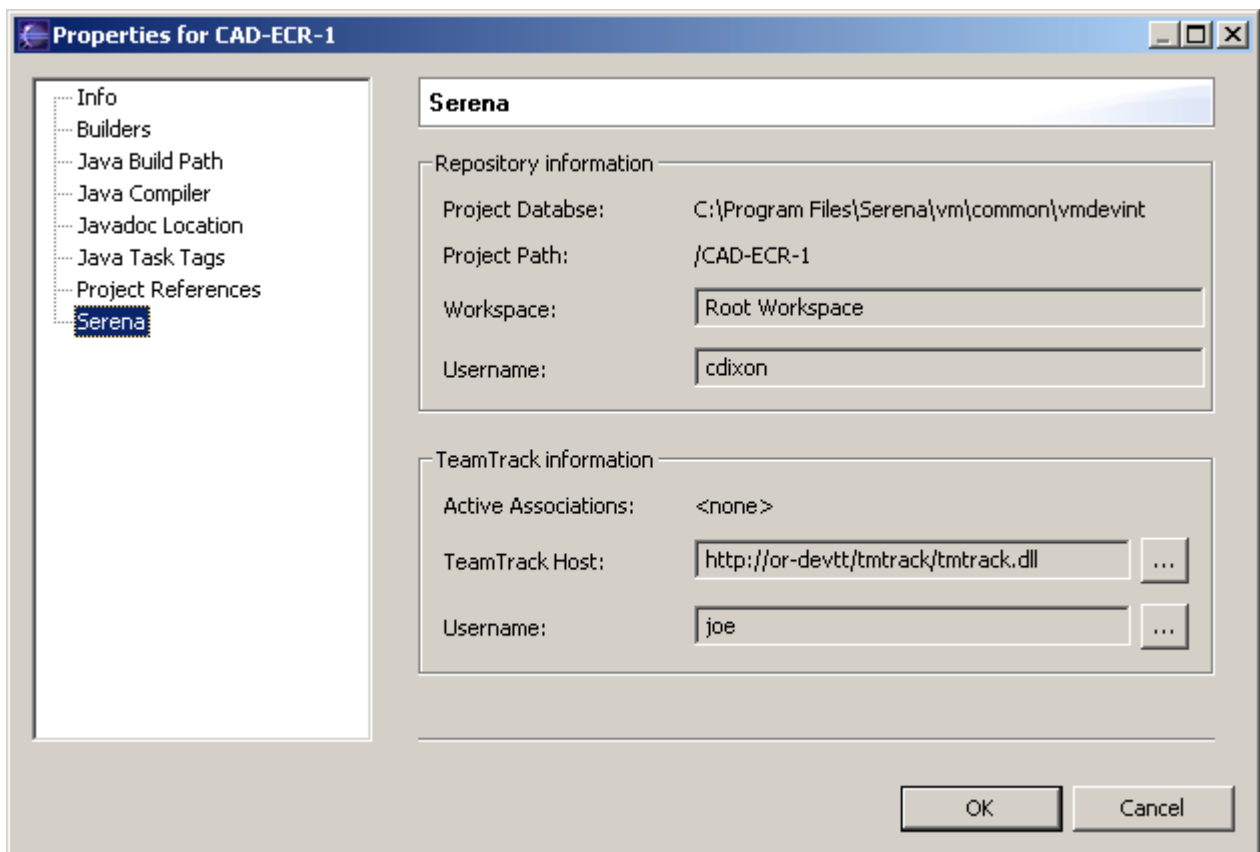 Properties for CAD-ECR-1
Info
Builders
Java Build Path
Java Compiler
Javadoc Location
Java Task Tags
Project References
Serena
Serena
Repository information
Project Databse: C:\Program Files\Serena\vm\common\vmdevint
Project Path: /CAD-ECR-1
Workspace: Root Workspace
Username: cdixon
TeamTrack information
Active Associations: <none>
TeamTrack Host: http://or-devtt/tmtrack/tmtrack.dll ...
Username: joe ...
OK Cancel